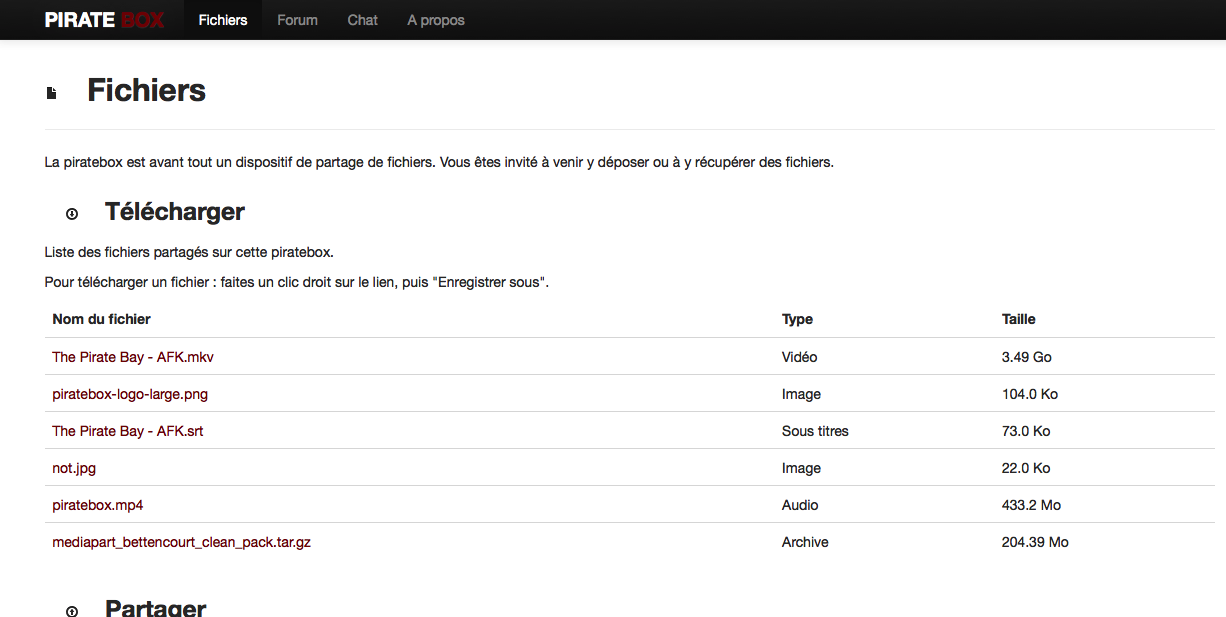 PIRATE BOX Fichiers Forum Chat A propos
Fichiers
La piratebox est avant tout un dispositif de partage de fichiers. Vous êtes invité à venir y déposer ou à y récupérer des fichiers.
Télécharger
Liste des fichiers partagés sur cette piratebox.
Pour télécharger un fichier : faites un clic droit sur le lien, puis "Enregistrer sous".
Nom du fichier Type Taille
The Pirate Bay - AFK.mkv Vidéo 3.49 Go
piratebox-logo-large.png Image 104.0 Ko
The Pirate Bay - AFK.srt Sous titres 73.0 Ko
not.jpg Image 22.0 Ko
piratebox.mp4 Audio 433.2 Mo
mediapart_bettencourt_clean_pack.tar.gz Archive 204.39 Mo
Partager